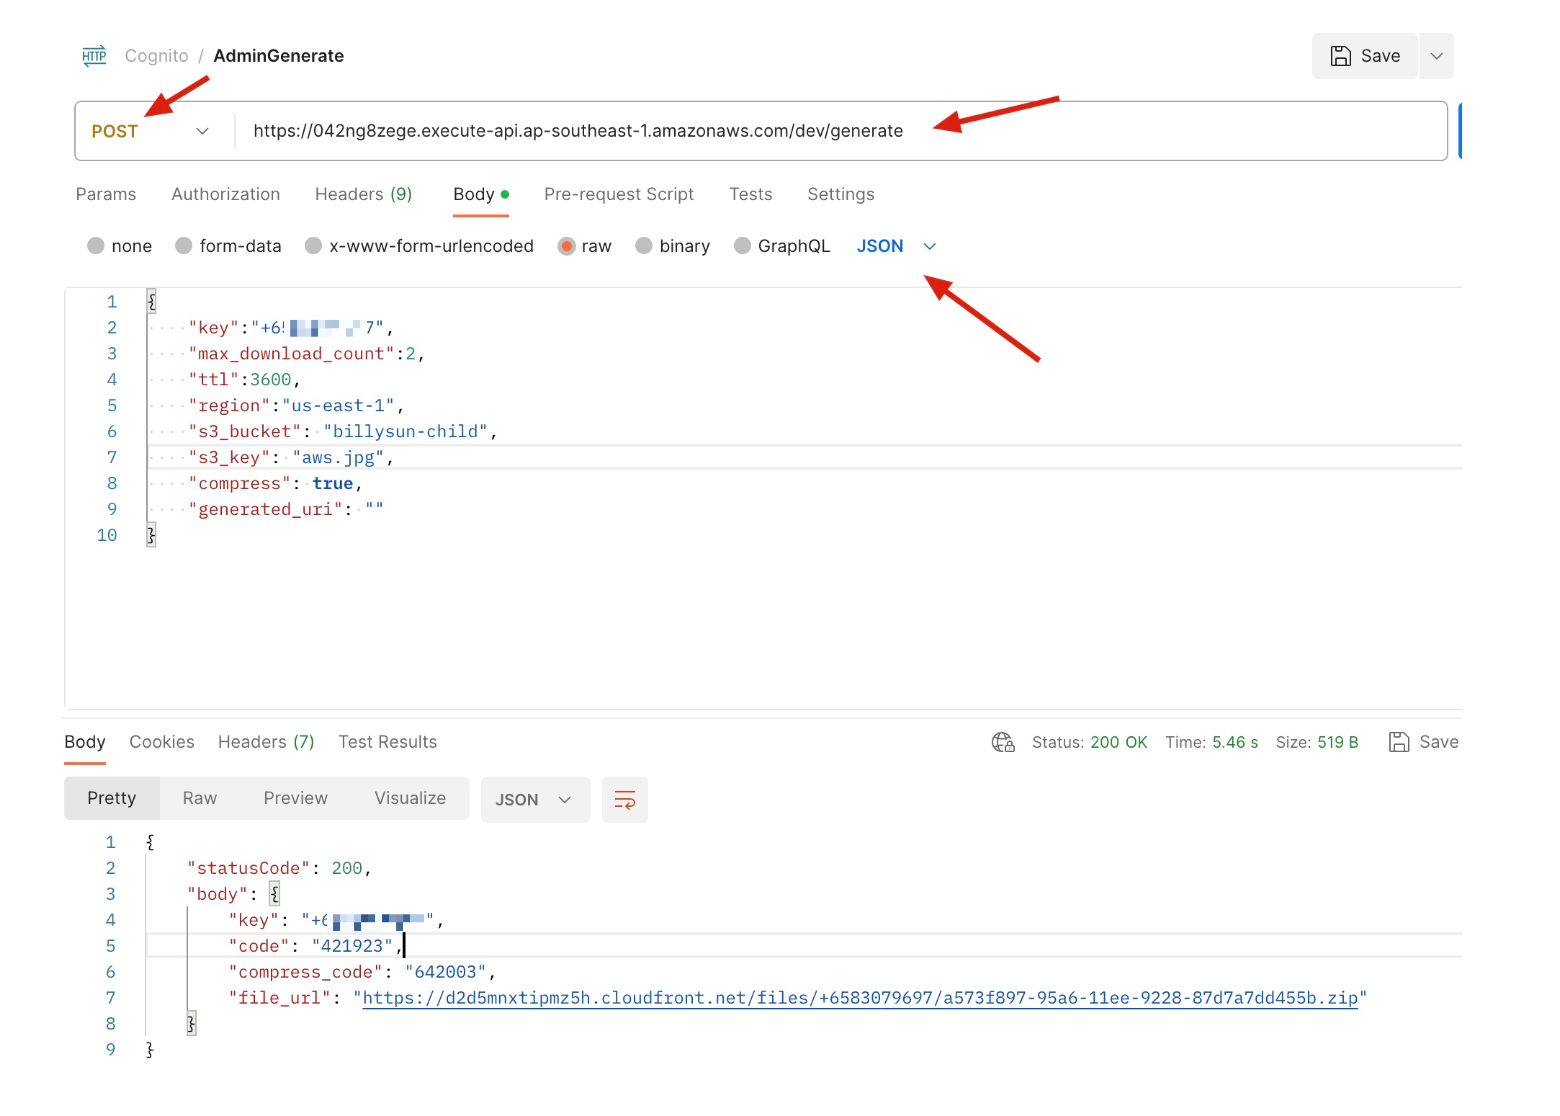 HTTP Cognito / AdminGenerate Save
POST https://042ng8zege.execute-api.ap-southeast-1.amazonaws.com/dev/generate
Params Authorization Headers (9) Body Pre-request Script Tests Settings
none form-data x-www-form-urlencoded raw binary GraphQL JSON
1 {
2 "key":"+65 7",
3 "max_download_count":2,
4 "ttl":3600,
5 "region":"us-east-1",
6 "s3_bucket": "billysun-child",
7 "s3_key": "aws.jpg",
8 "compress": true,
9 "generated_uri": ""
10 }
Body Cookies Headers (7) Test Results Status: 200 OK Time: 5.46 s Size: 519 B Save
Pretty Raw Preview Visualize JSON
1 {
2 "statusCode": 200,
3 "body": {
4 "key": "+6 ",
5 "code": "421923",
6 "compress_code": "642003",
7 "file_url": "https://d2d5mnxtipmz5h.cloudfront.net/files/+6583079697/a573f897-95a6-11ee-9228-87d7a7dd455b.zip"
8 }
9 }